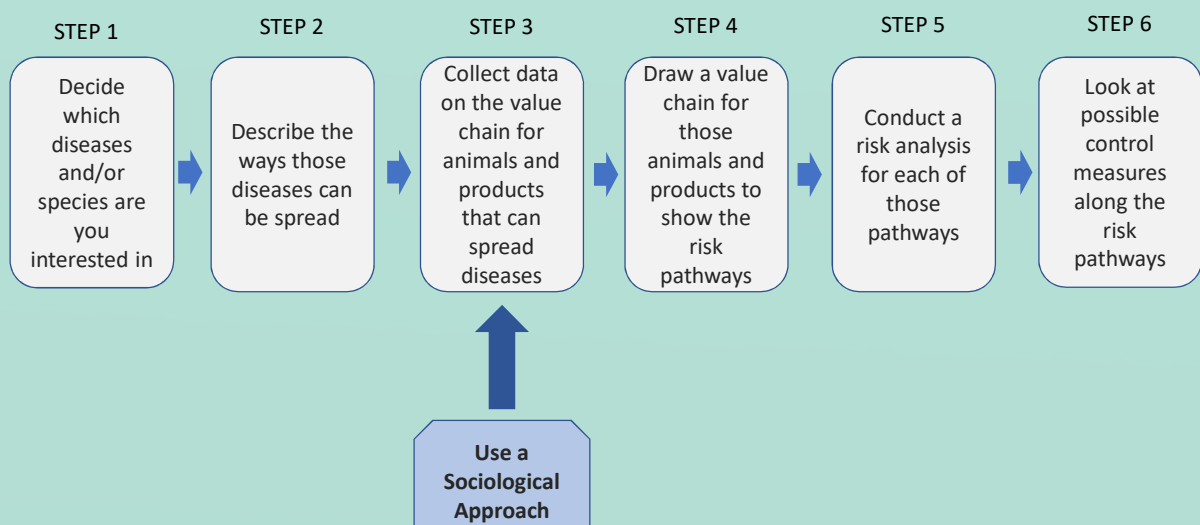 STEP 1
Decide
which
diseases
and/or
species are
you
interested in
STEP 2
Describe the
ways those
diseases can
be spread
STEP 3
Collect data
on the value
chain for
animals and
products
that can
spread
diseases
STEP 4
Draw a value
chain for
those
animals and
products to
show the
risk
pathways
STEP 5
Conduct a
risk analysis
for each of
those
pathways
STEP 6
Look at
possible
control
measures
along the
risk
pathways
Use a
Sociological
Approach